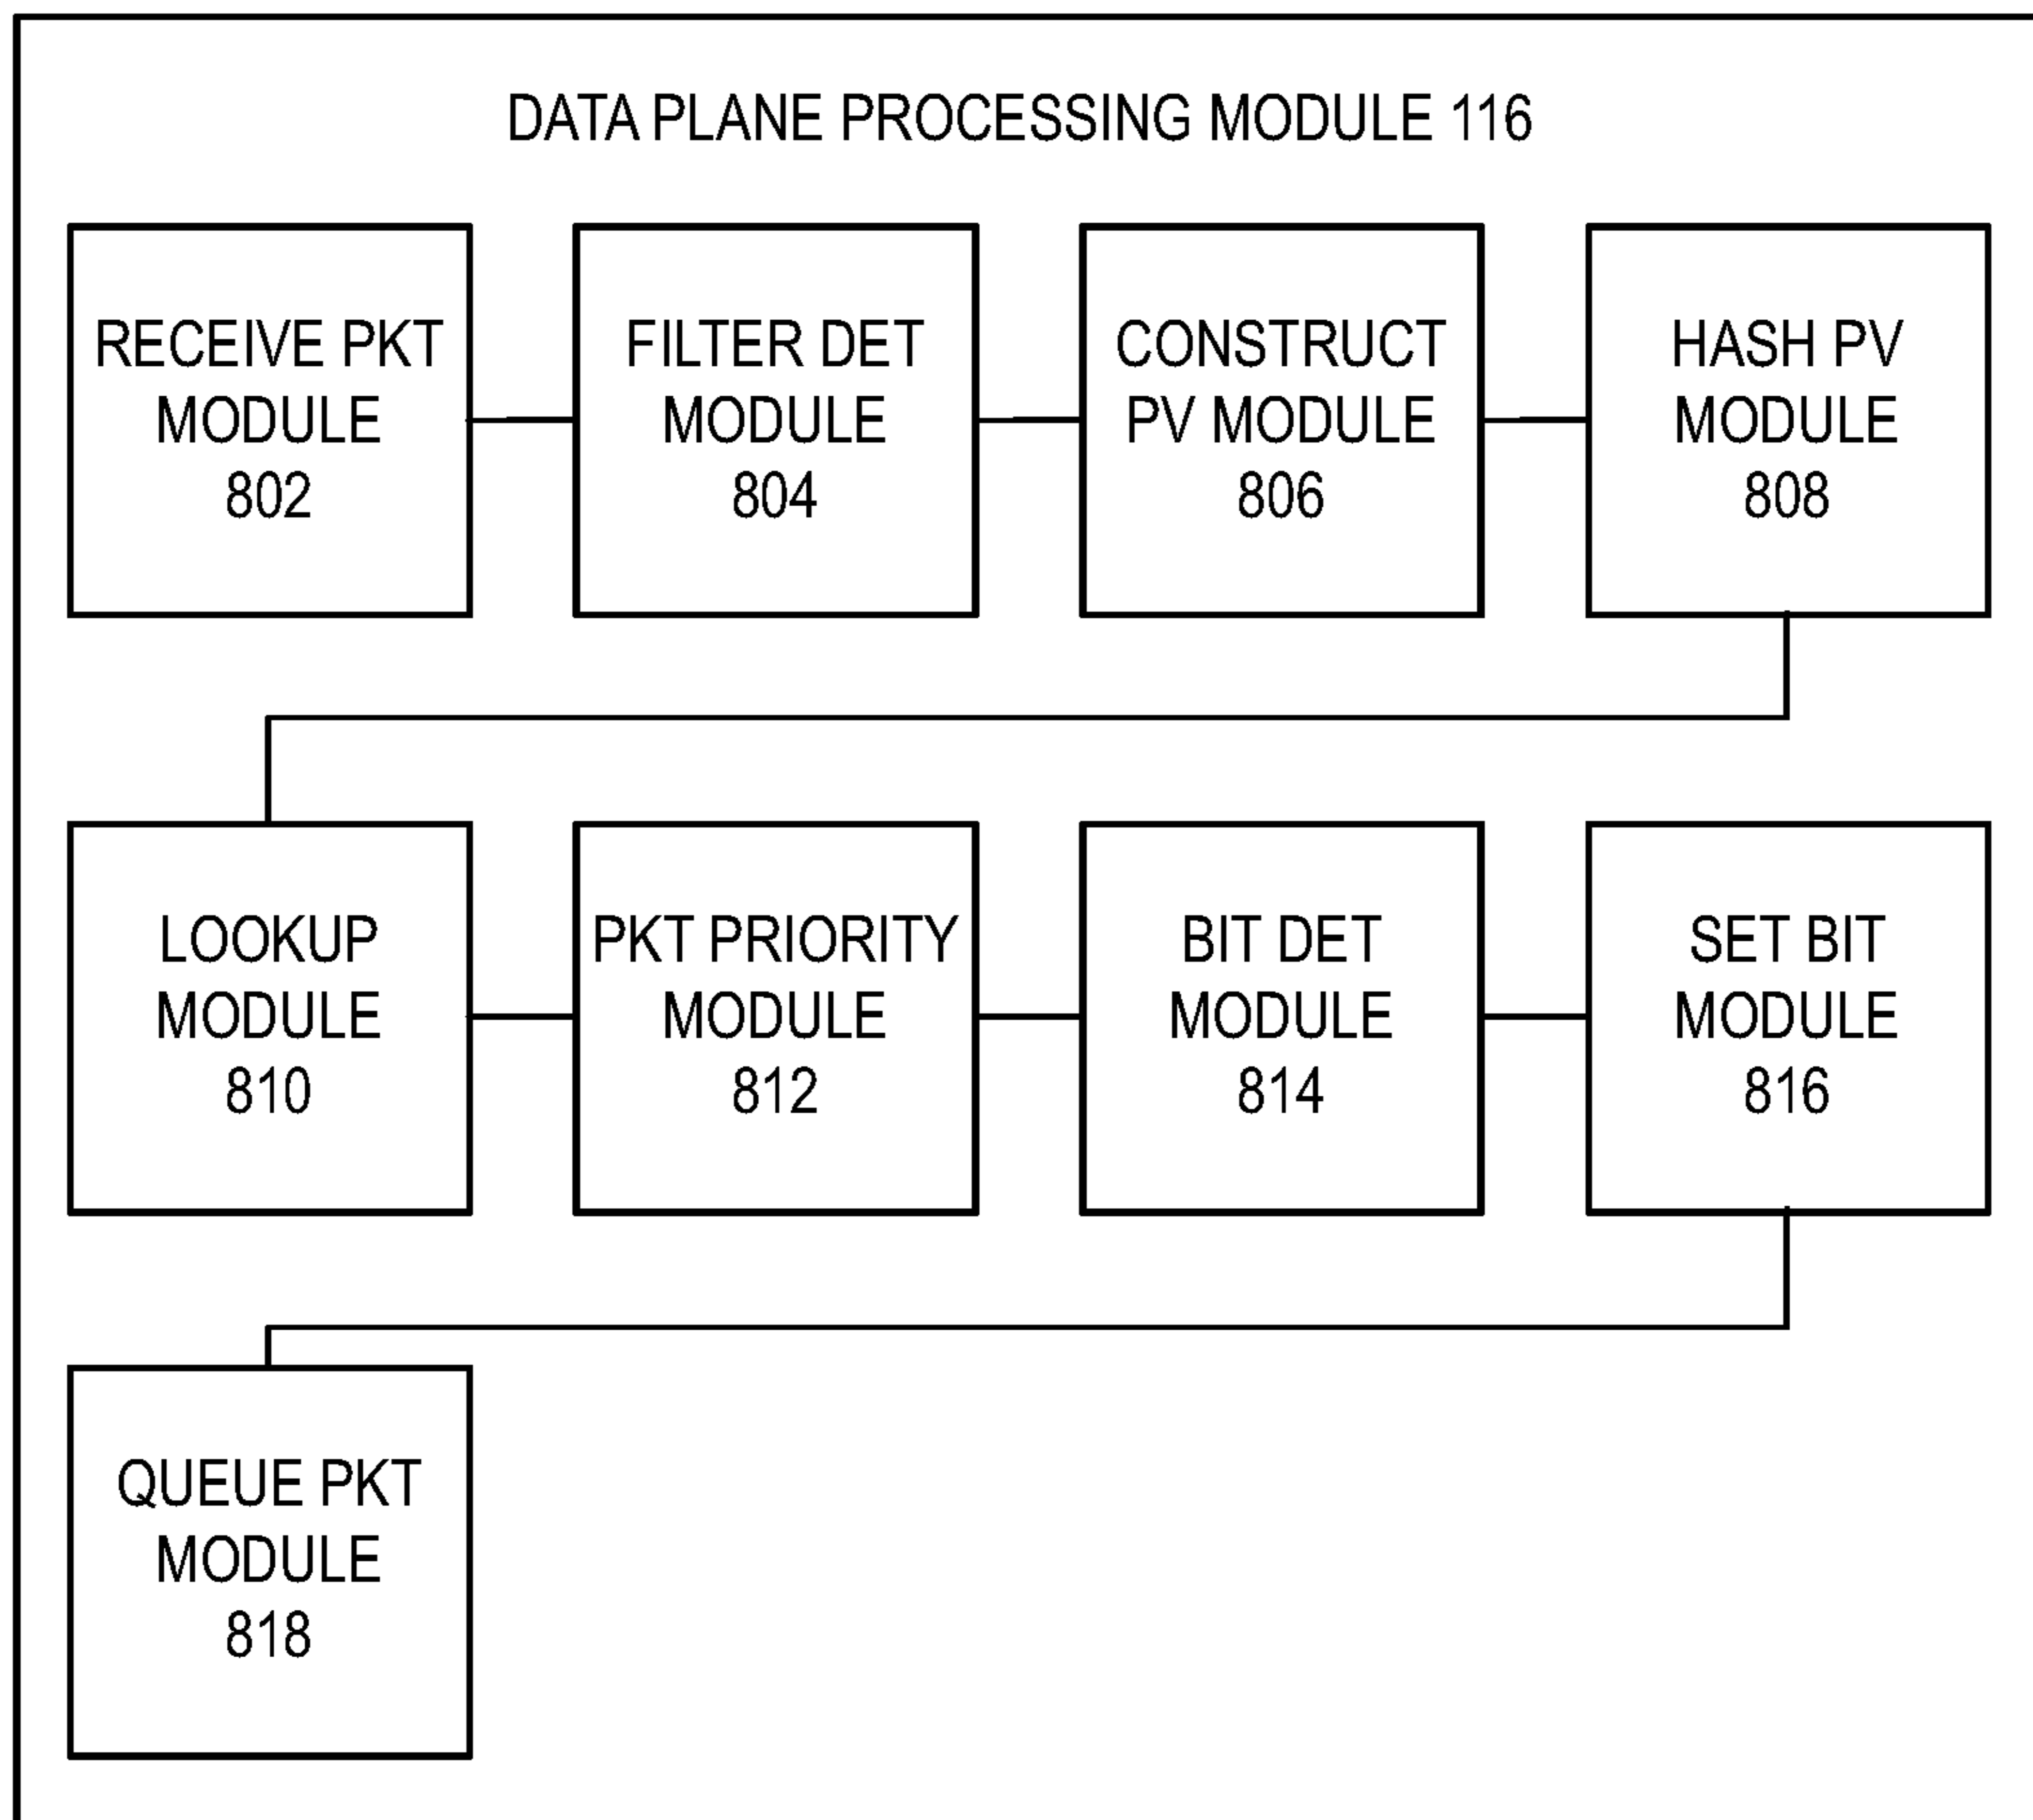 DATA PLANE PROCESSING MODULE 116
RECEIVE PKT
MODULE
802
FILTER DET
MODULE
804
CONSTRUCT
PV MODULE
806
HASH PV
MODULE
808
LOOKUP
MODULE
810
PKT PRIORITY
MODULE
812
BIT DET
MODULE
814
SET BIT
MODULE
816
QUEUE PKT
MODULE
818